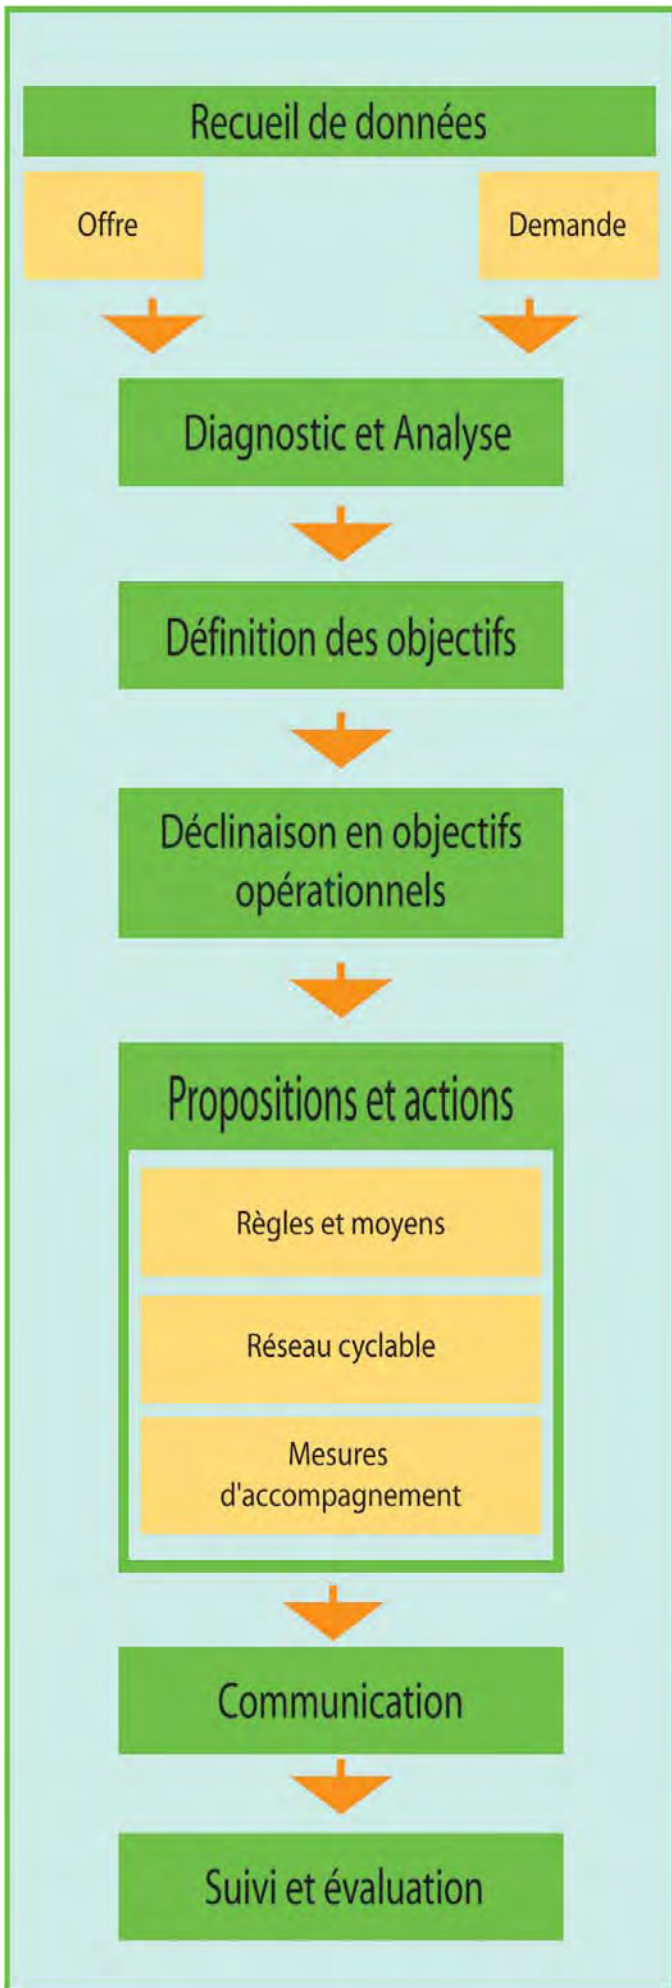 Recueil de données
Offre
Demande
Diagnostic et Analyse
Définition des objectifs
Déclinaison en objectifs
opérationnels
Propositions et actions
Règles et moyens
Réseau cyclable
Mesures
d'accompagnement
Communication
Suivi et évaluation